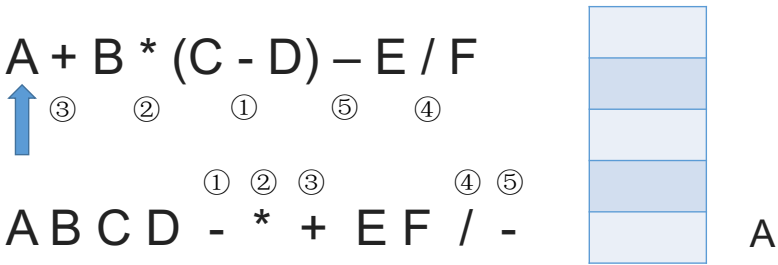 A + B * (C - D) – E / F
③ ② ① ⑤ ④
① ② ③ ④ ⑤
A B C D - * + E F / -
A